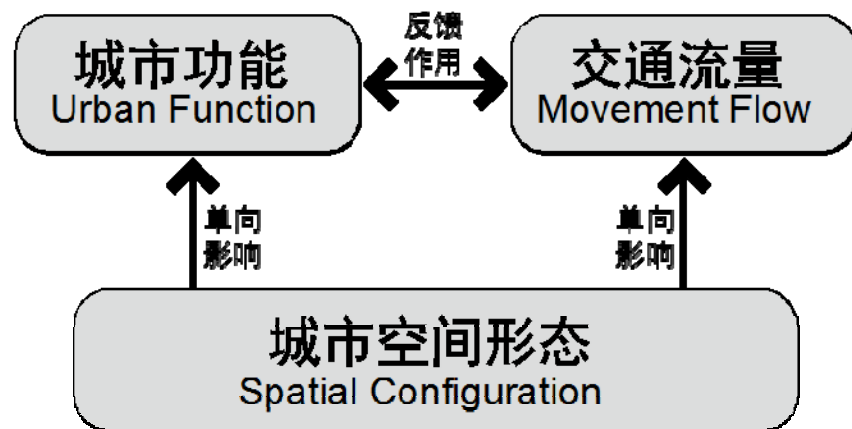 城市功能
Urban Function
反馈
作用
交通流量
Movement Flow
单向
影响
单向
影响
城市空间形态
Spatial Configuration